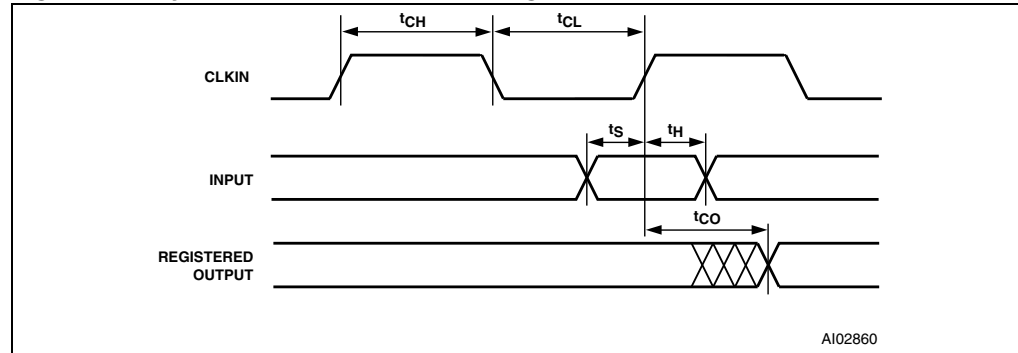 tCH
tCL
CLKIN
tS
tH
INPUT
tCO
REGISTERED
OUTPUT
AI02860